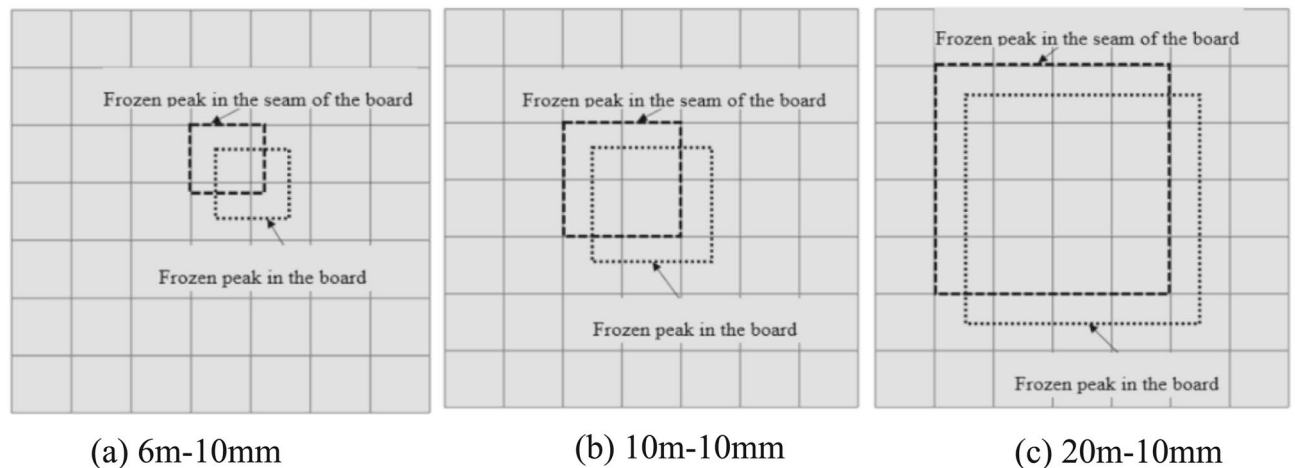 Frozen peak in the seam of the board
Frozen peak in the board
(a) 6m-10mm
Frozen peak in the seam of the board
Frozen peak in the board
(b) 10m-10mm
Frozen peak in the seam of the board
Frozen peak in the board
(c) 20m-10mm